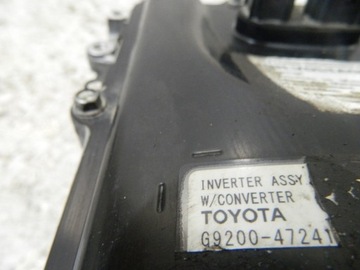 INVERTER ASSY
W/CONVERTER
TOYOTA
G9200-47241